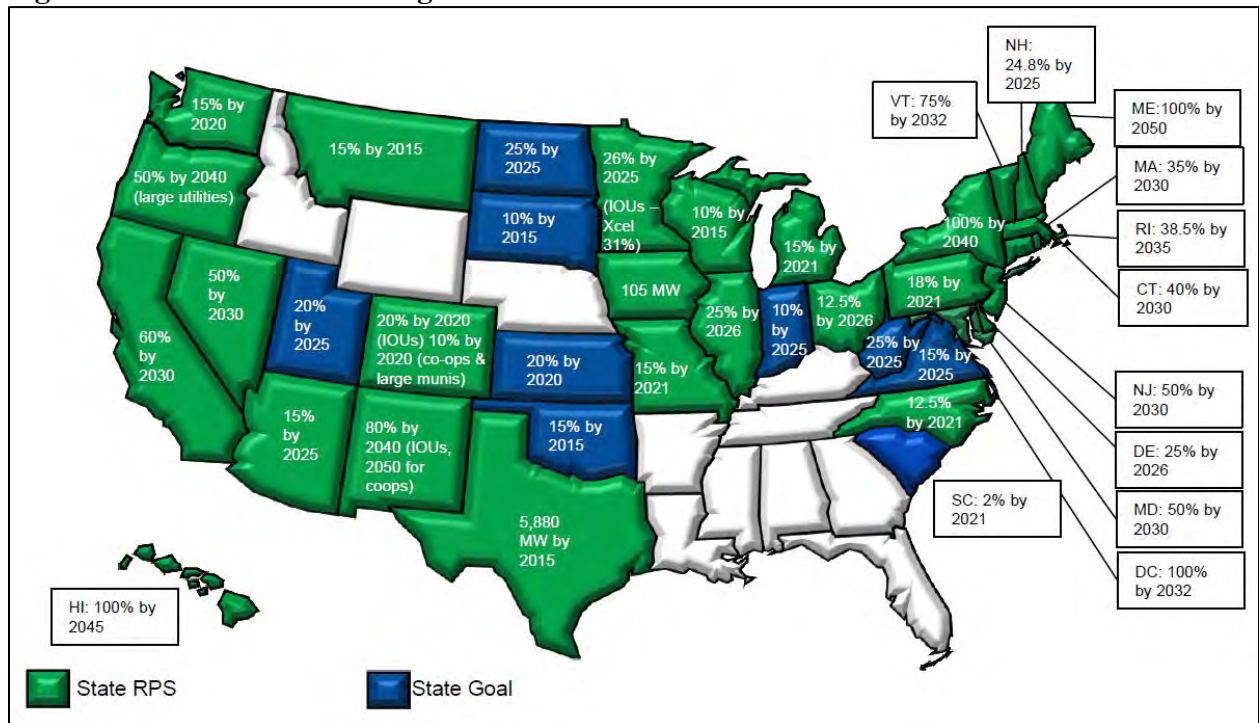 NH:
24.8% by
2025
VT: 75%
by 2032
ME:100% by
2050
MA: 35% by
2030
RI: 38.5% by
2035
CT: 40% by
2030
NJ: 50% by
2030
DE: 25% by
2026
MD: 50% by
2030
DC: 100%
by 2032
SC: 2% by
2021
HI: 100% by
2045
15% by
2020
50% by 2040
(large utilities)
15% by 2015
25% by
2025
10% by
2015
26% by
2025
(IOUs –
Xcel
31%)
10% by
2015
15% by
2021
100% by
2040
18% by
2021
60%
by
2030
50%
by
2030
20%
by
2025
20% by 2020
(IOUs) 10% by
2020 (co-ops &
large munis)
20% by
2020
105 MW
15% by
2021
25%
by 2026
10%
by
2025
12.5%
by 2026
25% by
2025
15% by
2025
12.5%
by 2021
15%
by
2025
80% by
2040 (IOUs,
2050 for
coops)
15% by
2015
5,880
MW by
2015
State RPS
State Goal